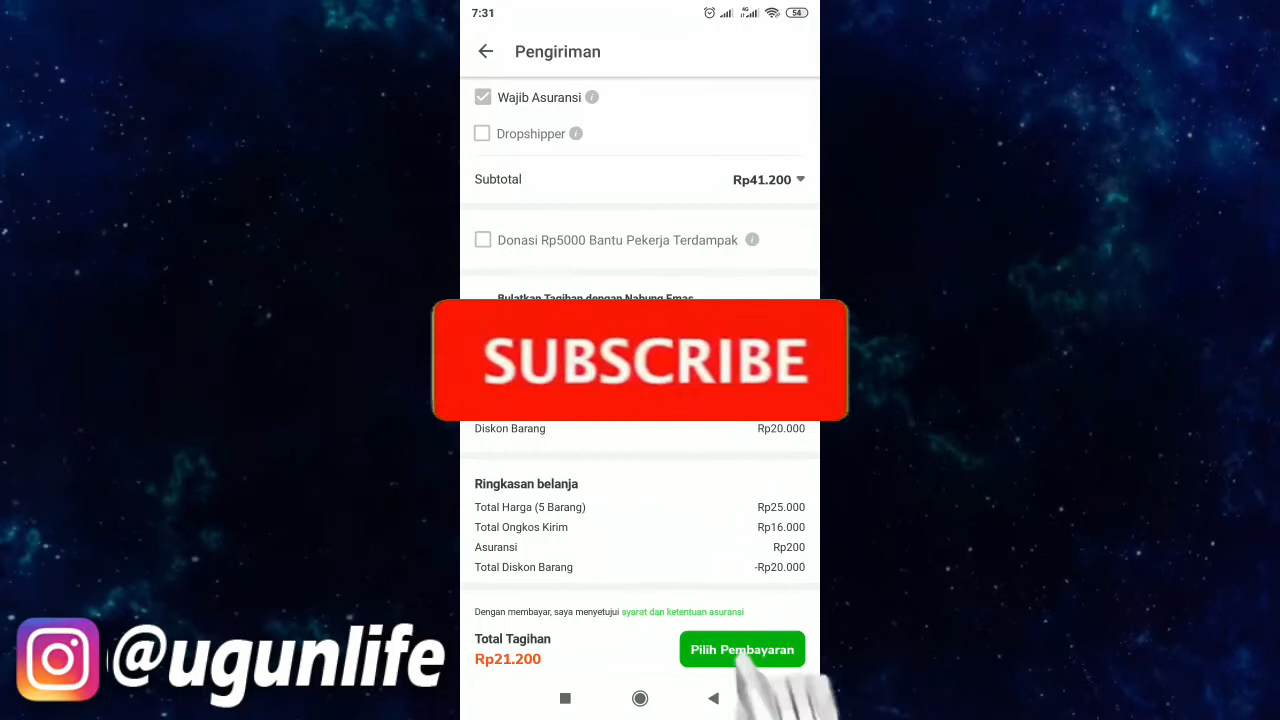 7:31
4G
54
Pengiriman
Wajib Asuransi
Dropshipper
Subtotal Rp41.200
Donasi Rp5000 Bantu Pekerja Terdampak
Bulatkan Tagihan dengan Nabung Emas
SUBSCRIBE
Diskon Barang Rp20.000
Ringkasan belanja
Total Harga (5 Barang) Rp25.000
Total Ongkos Kirim Rp16.000
Asuransi Rp200
Total Diskon Barang -Rp20.000
Dengan membayar, saya menyetujui syarat dan ketentuan asuransi
Total Tagihan
Rp21.200
Pilih Pembayaran
@ugunlife